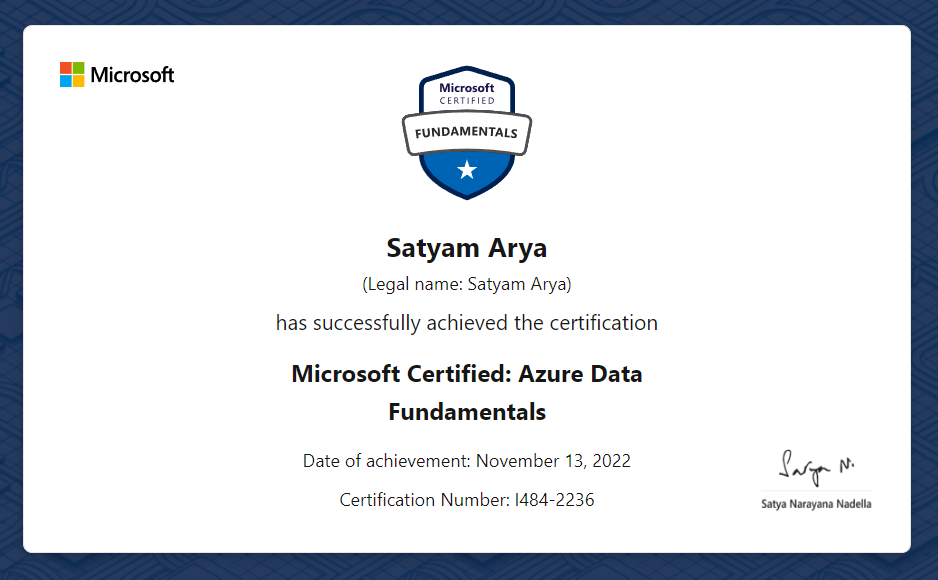 Microsoft
Microsoft
CERTIFIED
FUNDAMENTALS
Satyam Arya
(Legal name: Satyam Arya)
has successfully achieved the certification
Microsoft Certified: Azure Data
Fundamentals
Date of achievement: November 13, 2022
Certification Number: I484-2236
Satya N.
Satya Narayana Nadella